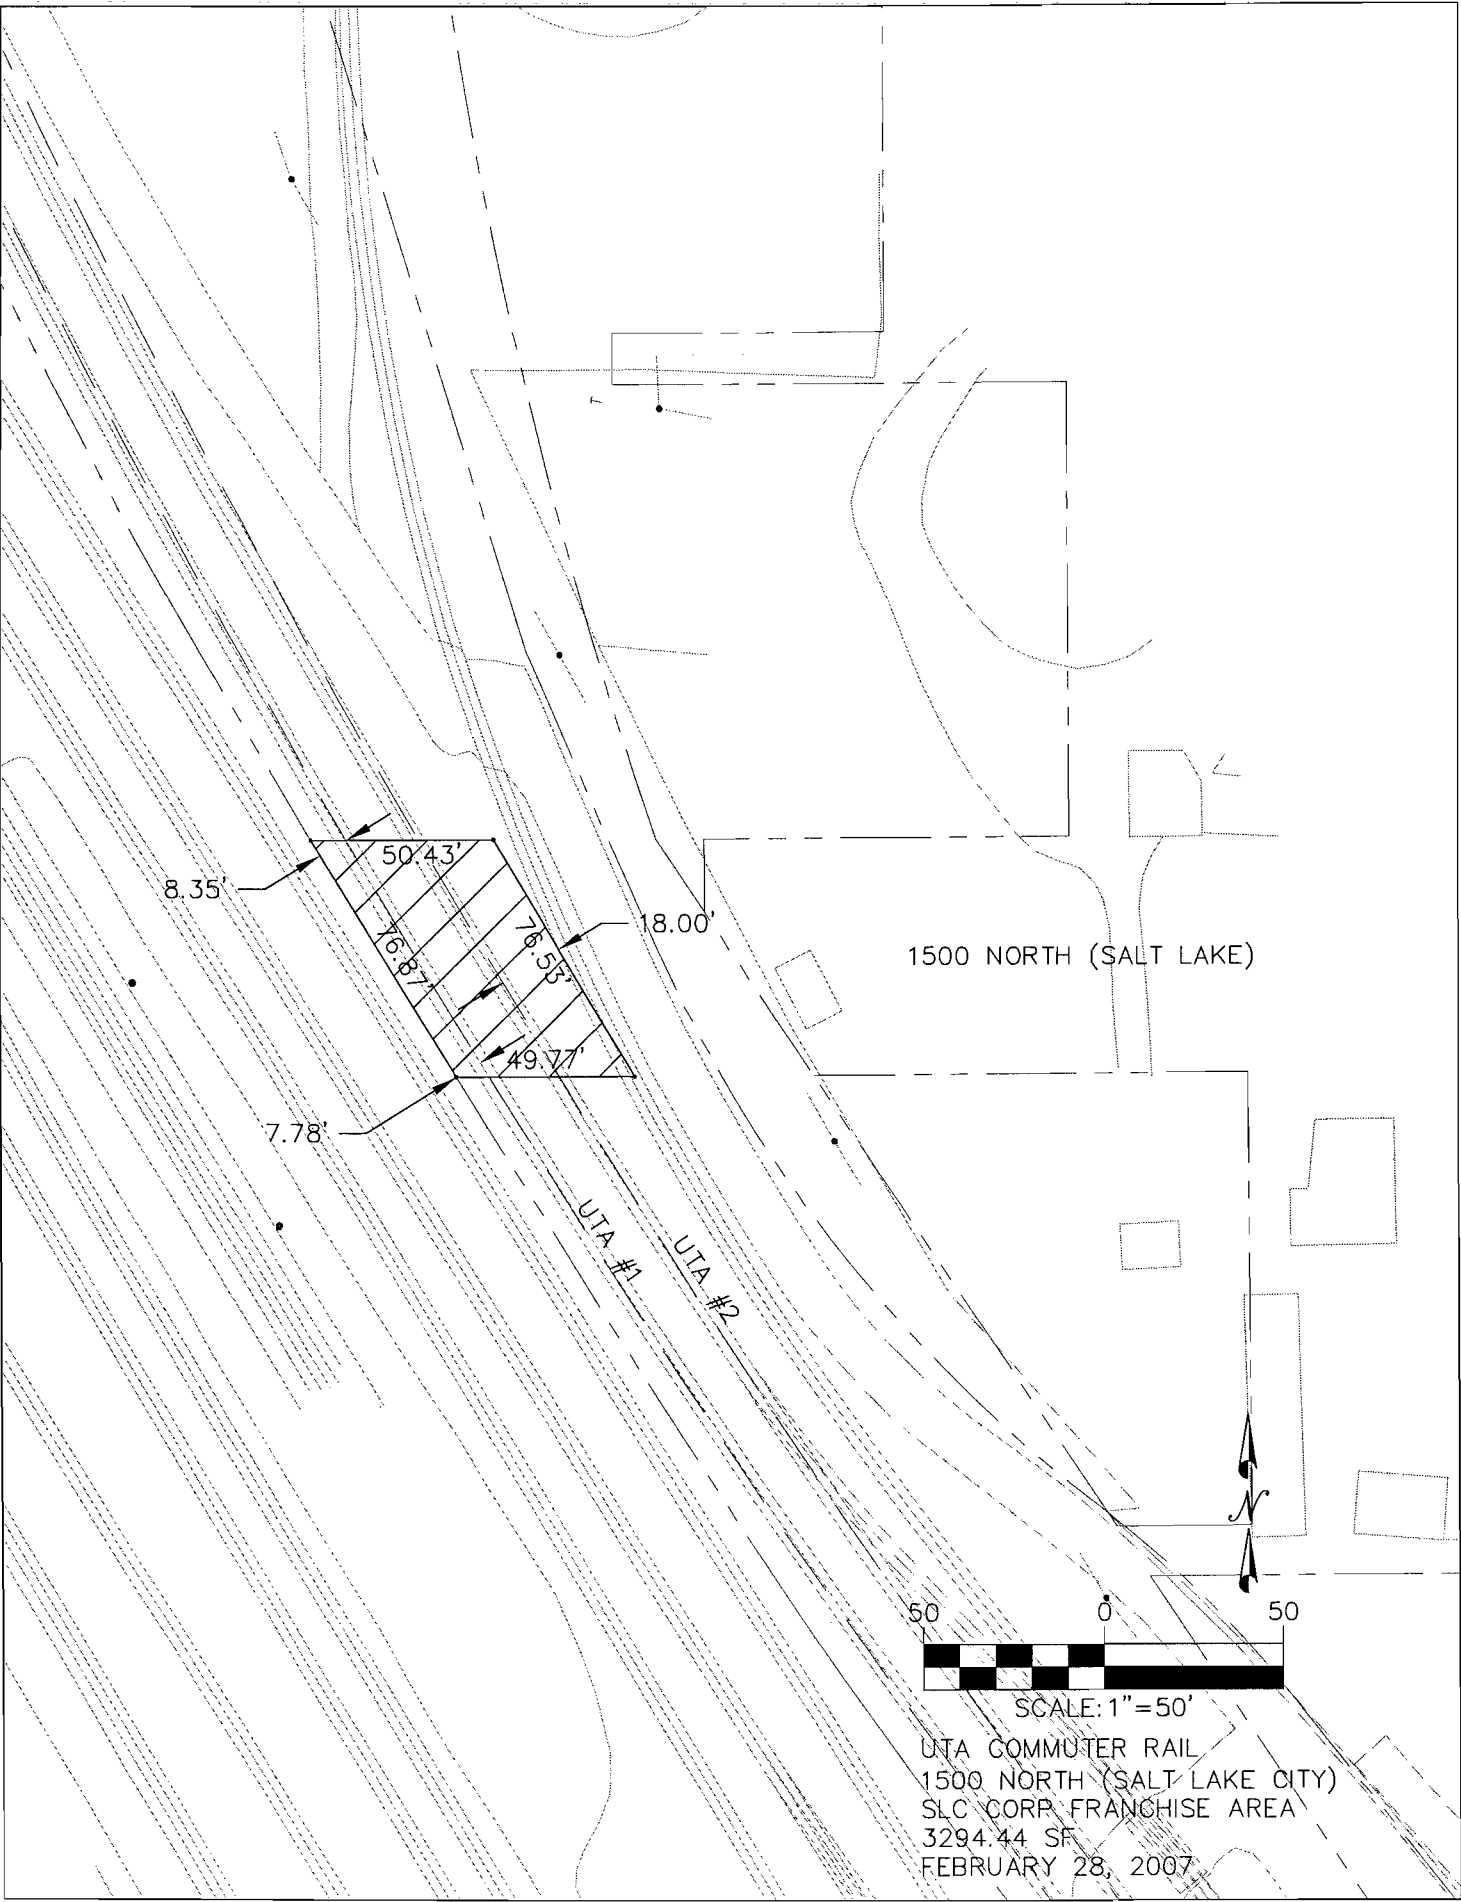 50.43'
8.35'
76.87'
76.53'
18.00'
1500 NORTH (SALT LAKE)
49.77'
7.78'
UTA #1
UTA #2
N
50 0 50
SCALE: 1"=50'
UTA COMMUTER RAIL
1500 NORTH (SALT LAKE CITY)
SLC CORP FRANCHISE AREA
3294.44 SF
FEBRUARY 28, 2007